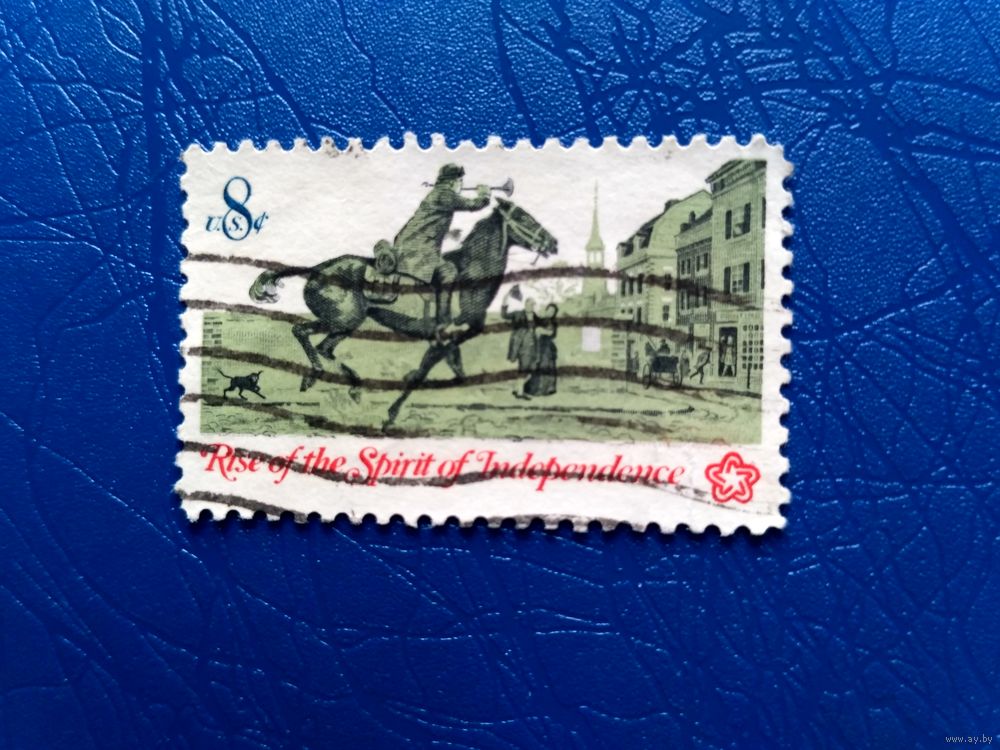 8
U.S. ¢
Rise of the Spirit of Independence
www.ay.by